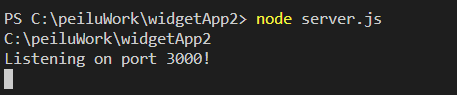 PS C:\peiluWork\widgetApp2> node server.js
C:\peiluWork\widgetApp2
Listening on port 3000!